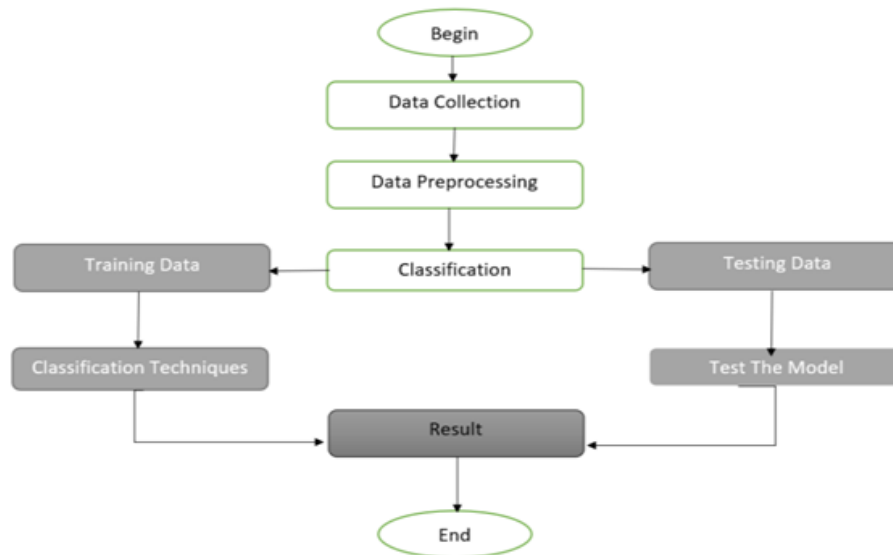 Begin
Data Collection
Data Preprocessing
Training Data
Classification
Testing Data
Classification Techniques
Test The Model
Result
End